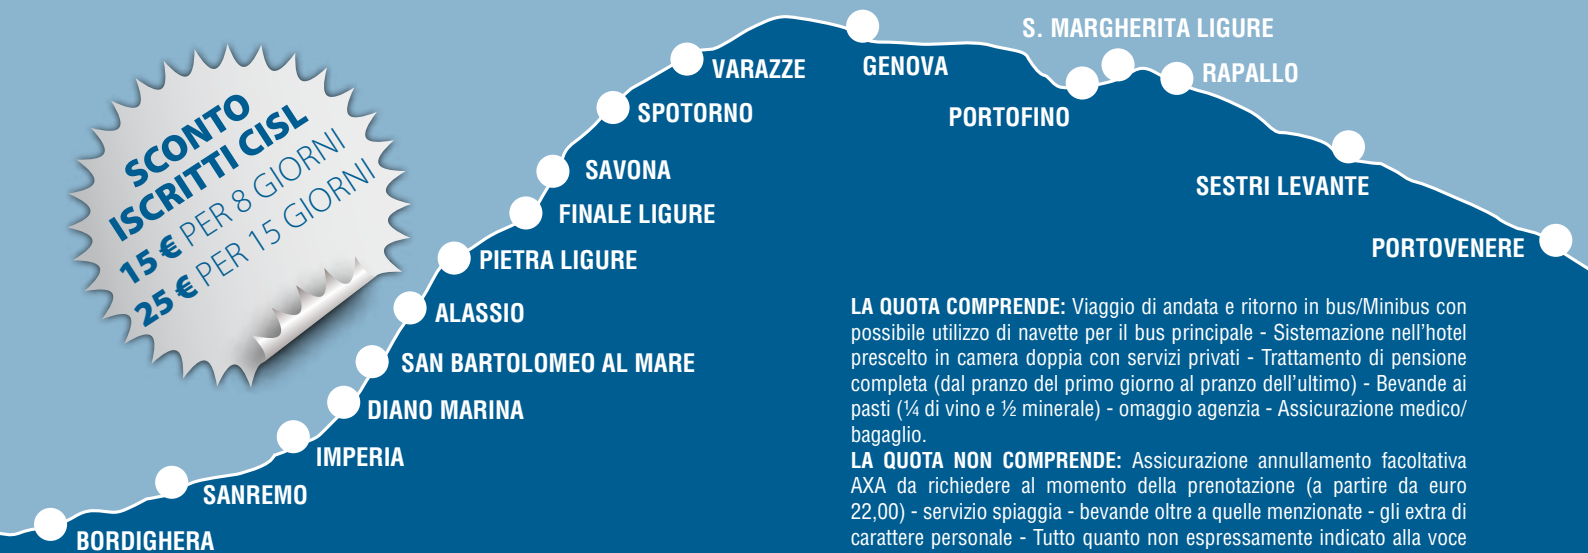 SCONTO
ISCRITTI CISL
15 € PER 8 GIORNI
25 € PER 15 GIORNI
S. MARGHERITA LIGURE
VARAZZE
GENOVA
RAPALLO
SPOTORNO
PORTOFINO
SAVONA
SESTRI LEVANTE
FINALE LIGURE
PORTOVENERE
PIETRA LIGURE
ALASSIO
SAN BARTOLOMEO AL MARE
DIANO MARINA
IMPERIA
SANREMO
BORDIGHERA
LA QUOTA COMPRENDE: Viaggio di andata e ritorno in bus/Minibus con
possibile utilizzo di navette per il bus principale - Sistemazione nell'hotel
prescelto in camera doppia con servizi privati - Trattamento di pensione
completa (dal pranzo del primo giorno al pranzo dell'ultimo) - Bevande ai
pasti (¼ di vino e ½ minerale) - omaggio agenzia - Assicurazione medico/
bagaglio.
LA QUOTA NON COMPRENDE: Assicurazione annullamento facoltativa
AXA da richiedere al momento della prenotazione (a partire da euro
22,00) - servizio spiaggia - bevande oltre a quelle menzionate - gli extra di
carattere personale - Tutto quanto non espressamente indicato alla voce